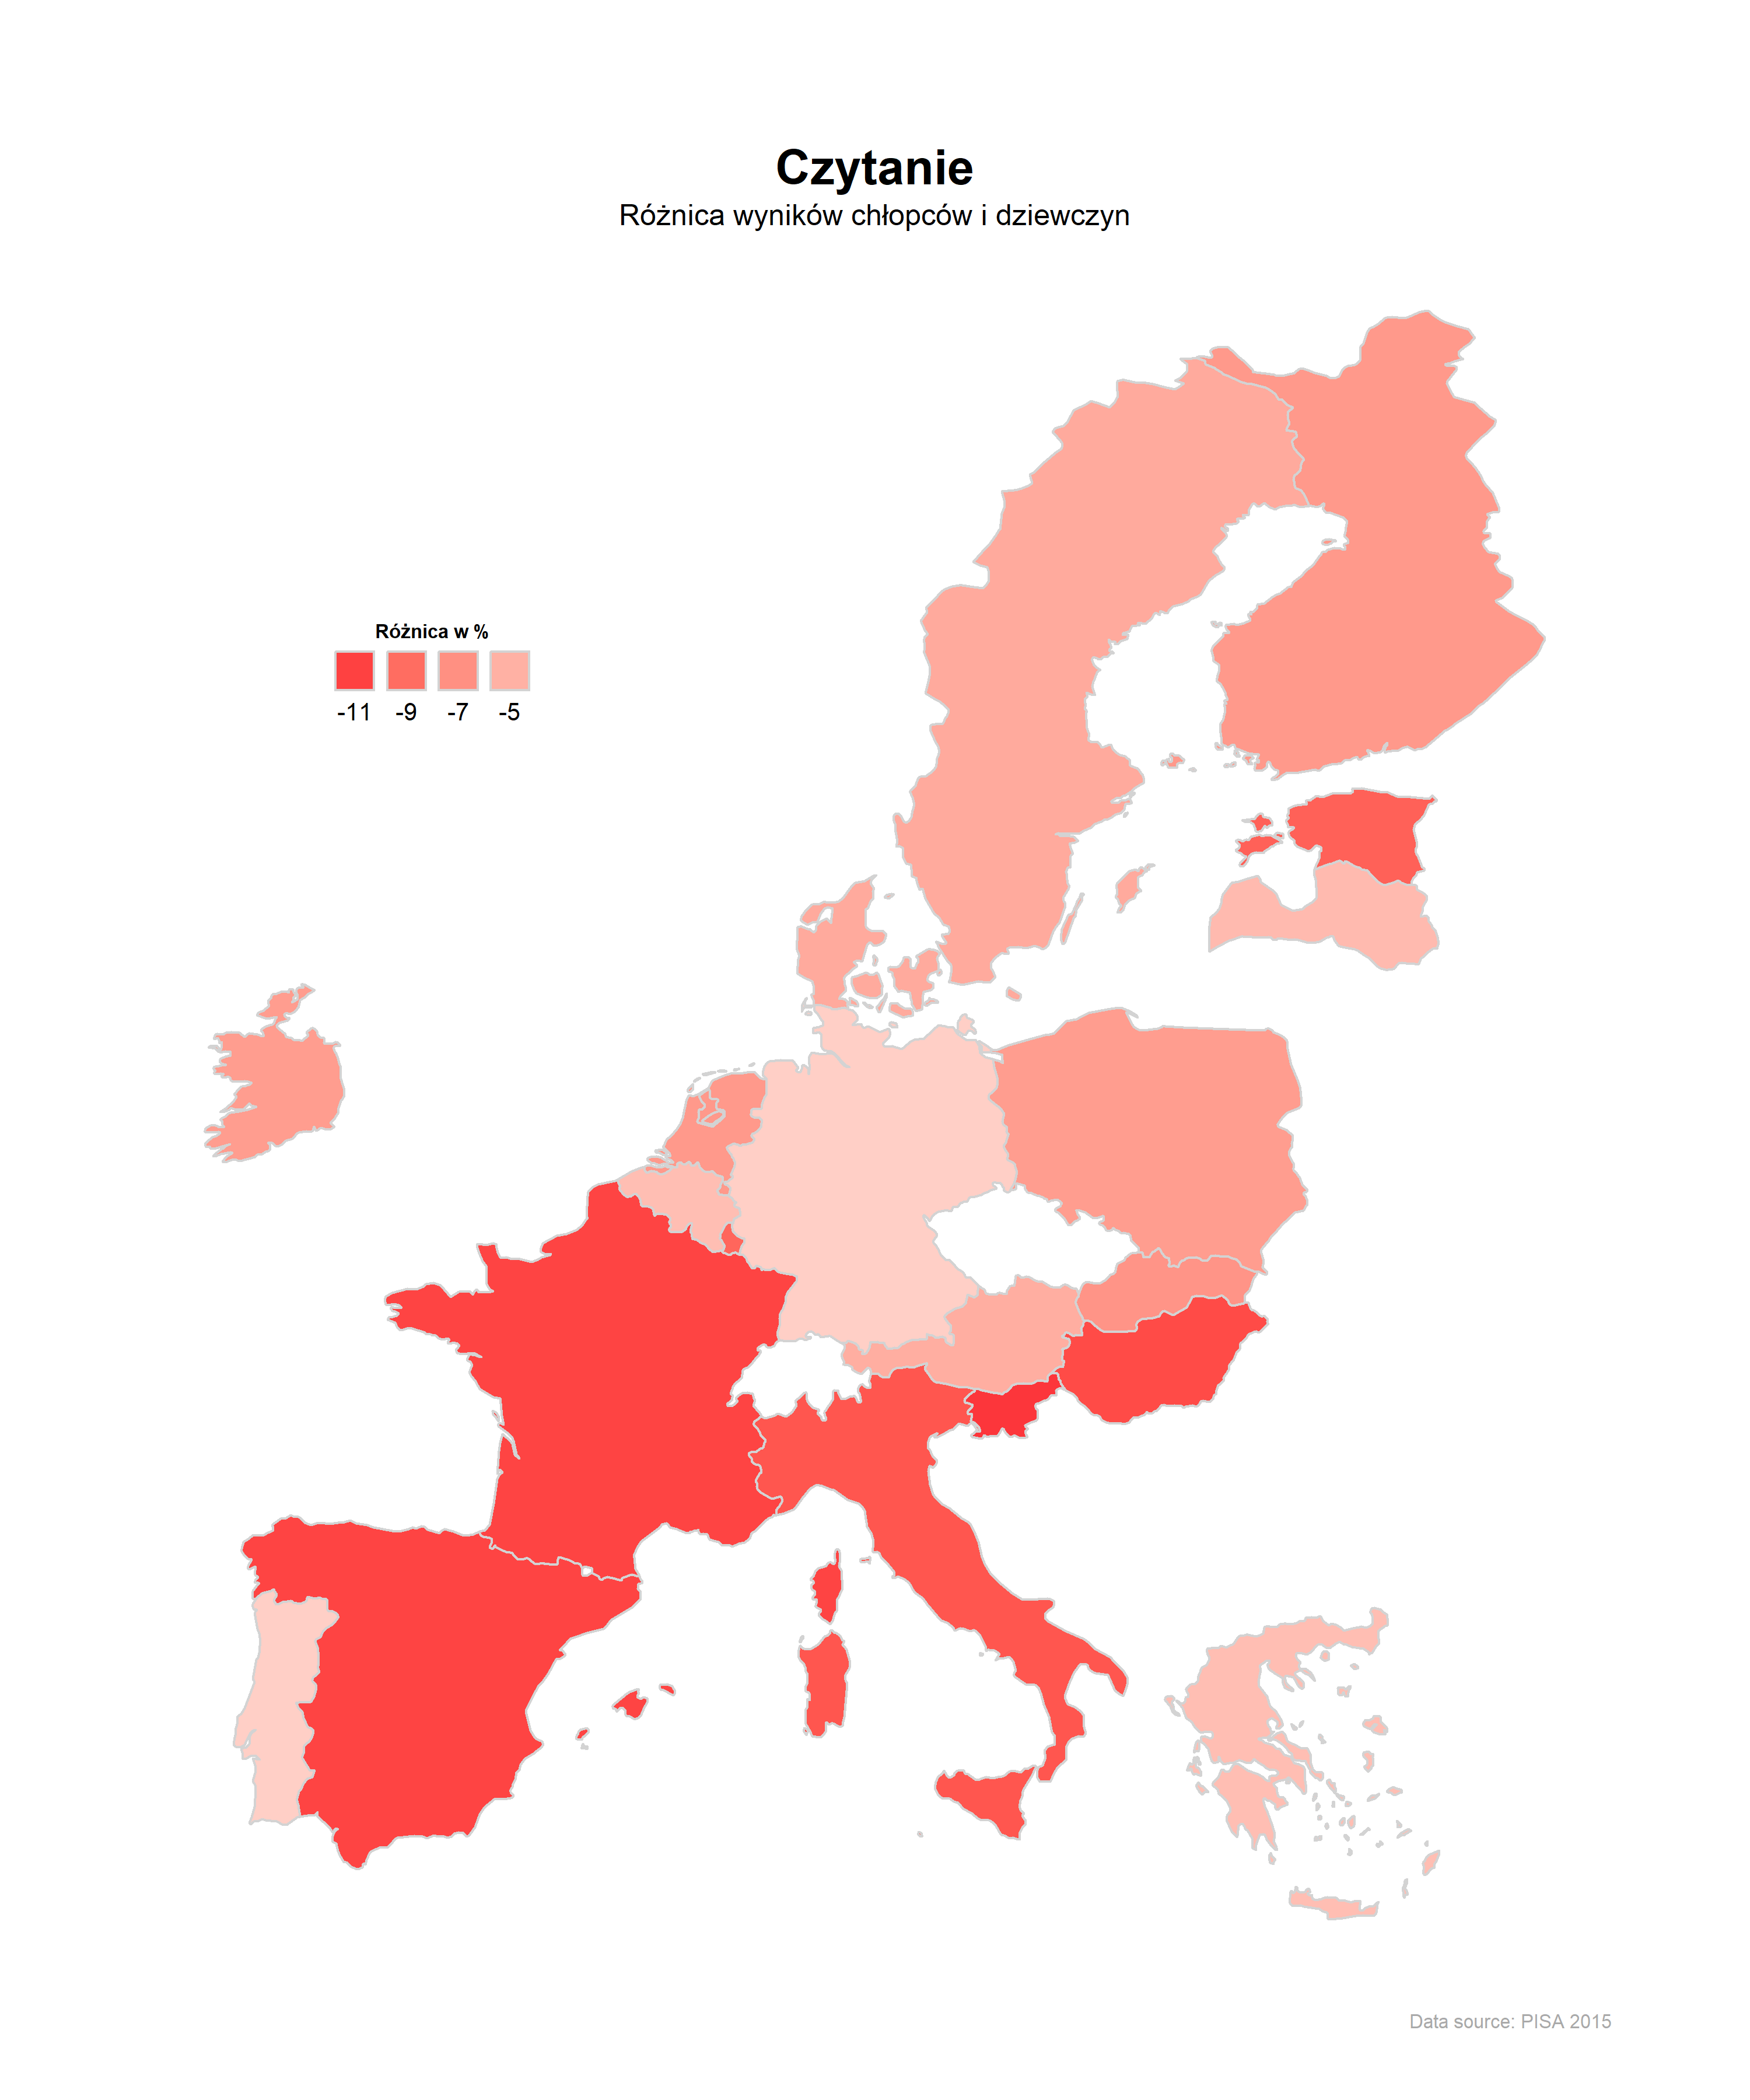 Czytanie
Różnica wyników chłopców i dziewczyn
Różnica w %
-11 -9 -7 -5
Data source: PISA 2015